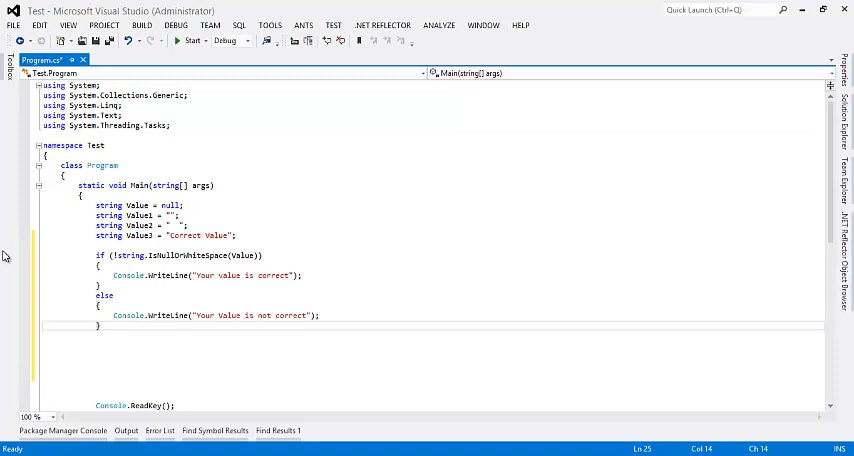 Test - Microsoft Visual Studio (Administrator)
Quick Launch (Ctrl+Q)
FILE EDIT VIEW PROJECT BUILD DEBUG TEAM SQL TOOLS ANTS TEST .NET REFLECTOR ANALYZE WINDOW HELP
Start Debug
Toolbox
Program.cs*
Test.Program Main(string[] args)
using System;
using System.Collections.Generic;
using System.Linq;
using System.Text;
using System.Threading.Tasks;
namespace Test
{
class Program
{
static void Main(string[] args)
{
string Value = null;
string Value1 = "";
string Value2 = "  ";
string Value3 = "Correct Value";
if (!string.IsNullOrWhiteSpace(Value))
{
Console.WriteLine("Your value is correct");
}
else
{
Console.WriteLine("Your Value is not correct");
}
Console.ReadKey();
Properties
Solution Explorer
Team Explorer
.NET Reflector Object Browser
100 %
Package Manager Console Output Error List Find Symbol Results Find Results 1
Ready Ln 25 Col 14 Ch 14 INS